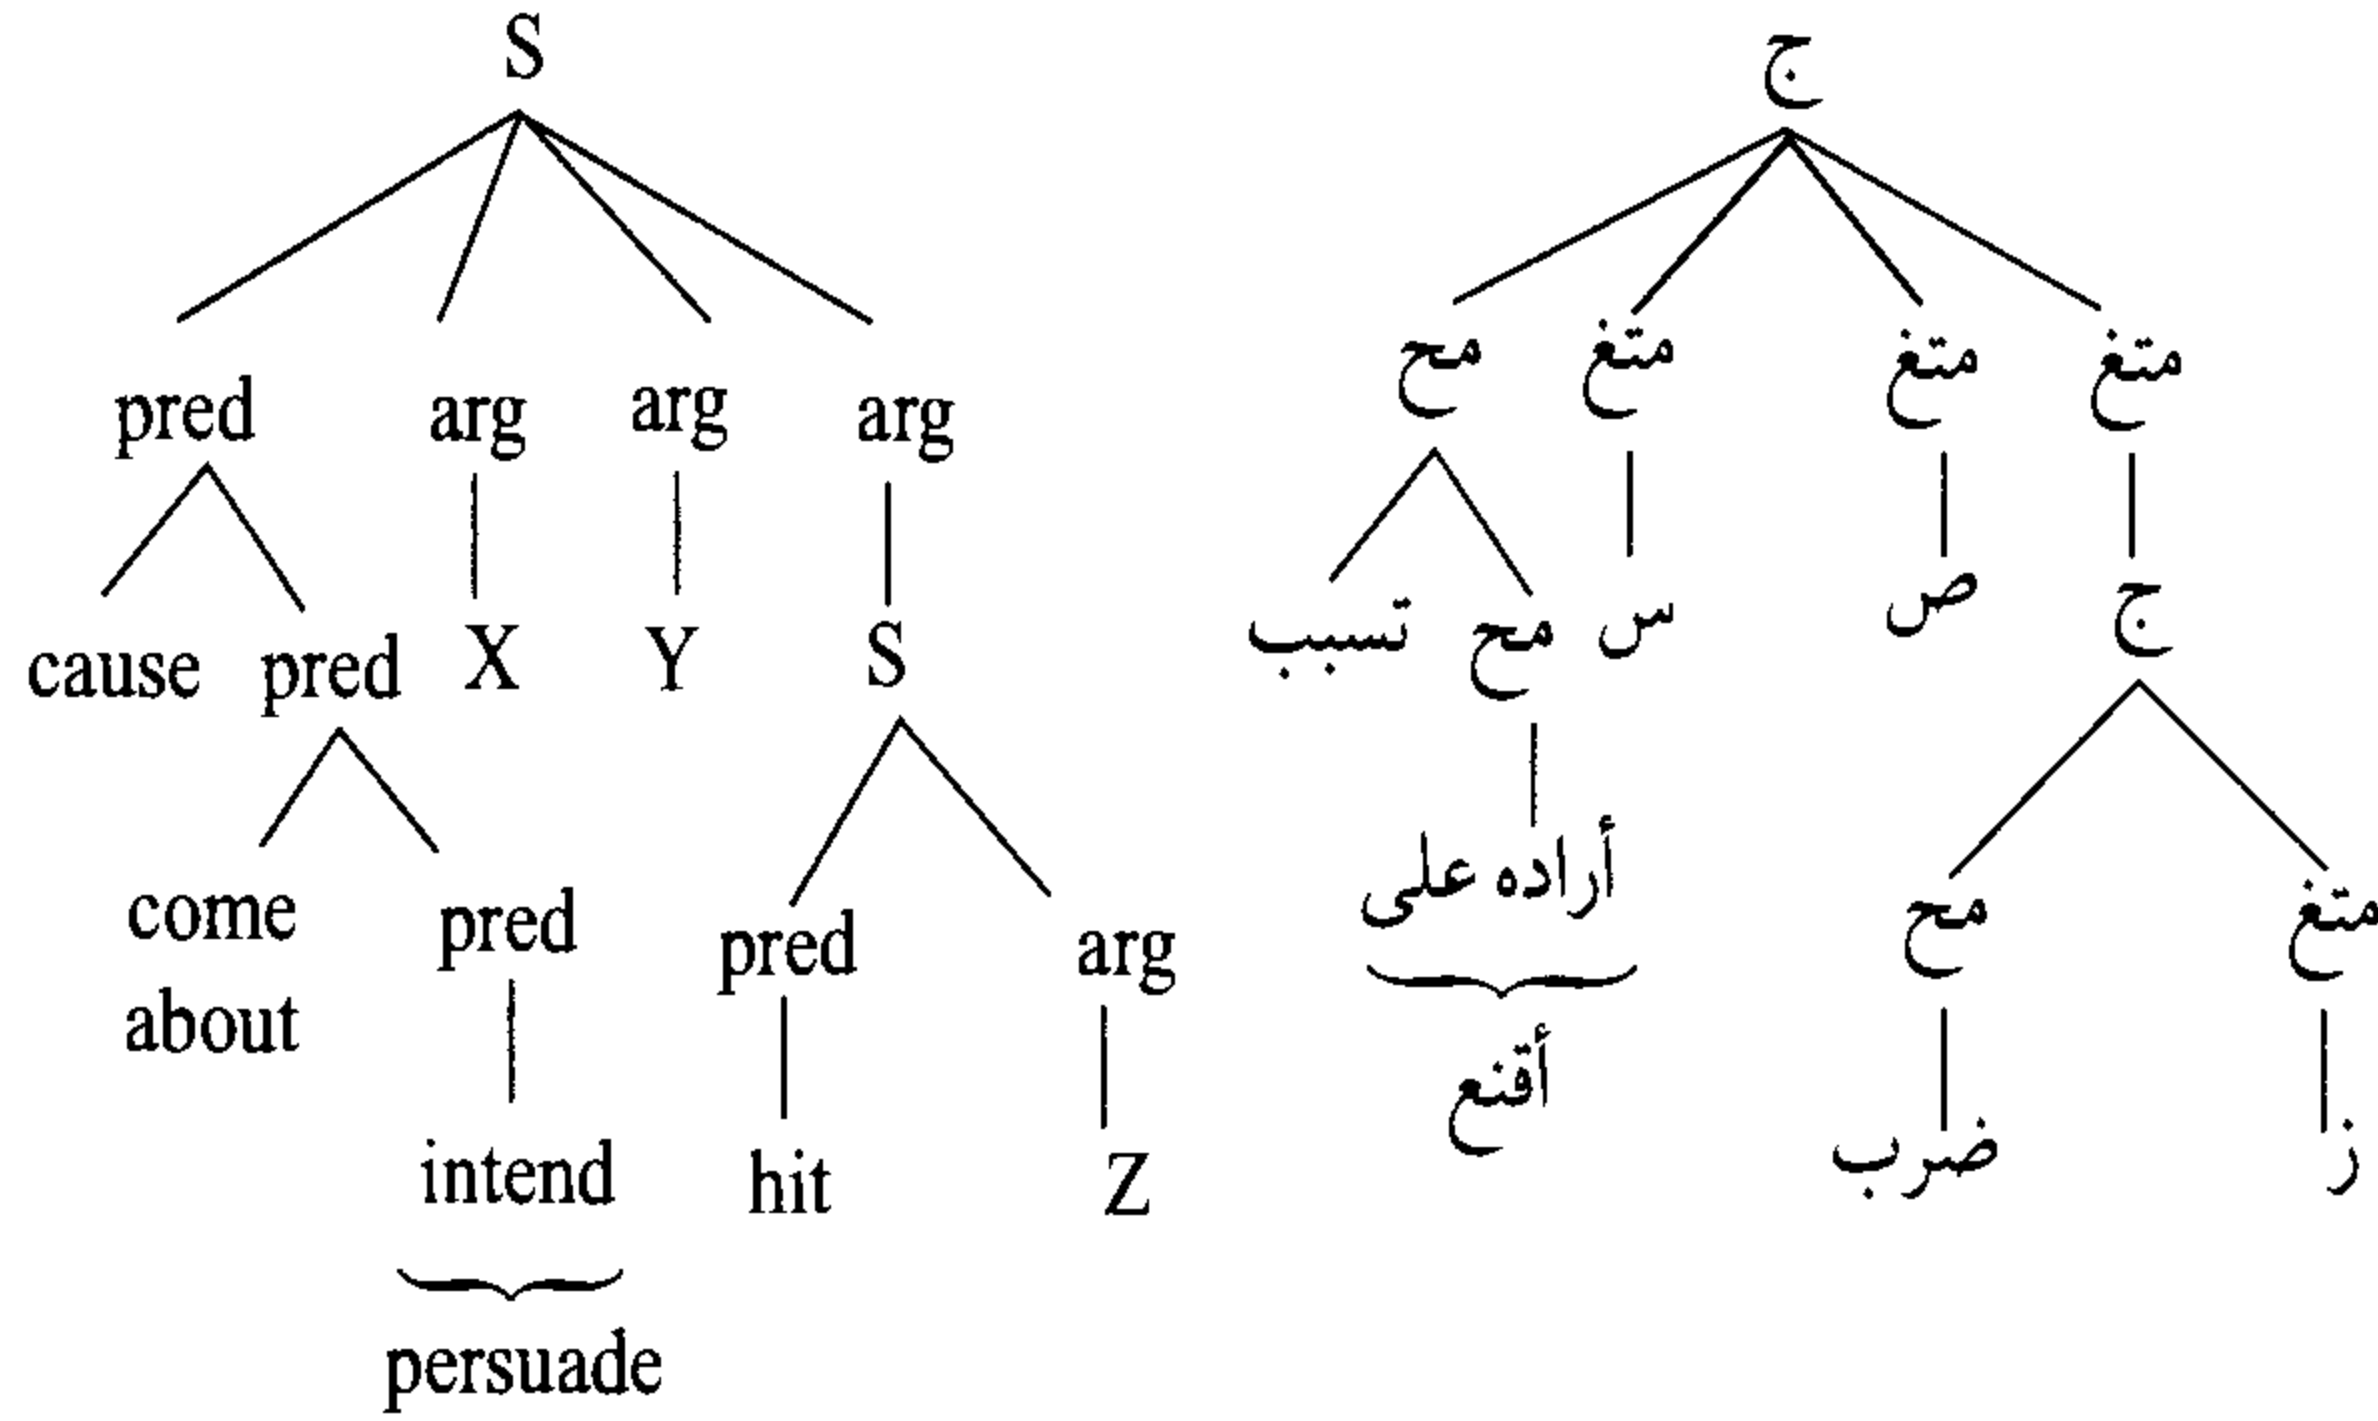 S
pred arg arg arg
cause pred X Y S
come pred pred arg
about
intend hit Z
persuade
ج
مح متغ متغ متغ
تسبب مح س ص ج
أراده على مح متغ
أقنع
ضرب ز